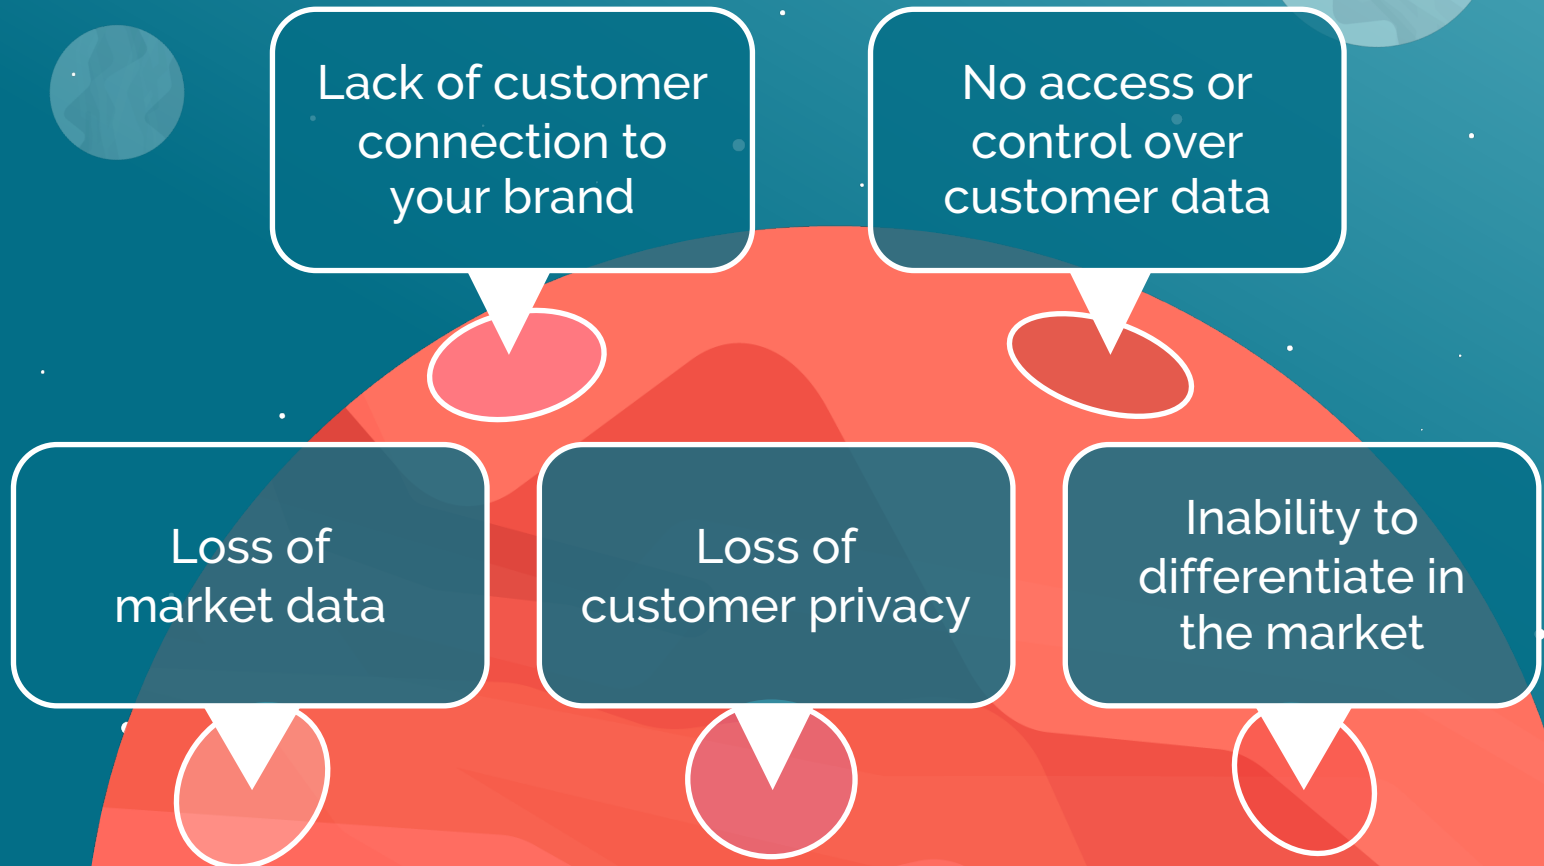 Lack of customer
connection to
your brand
No access or
control over
customer data
Loss of
market data
Loss of
customer privacy
Inability to
differentiate in
the market